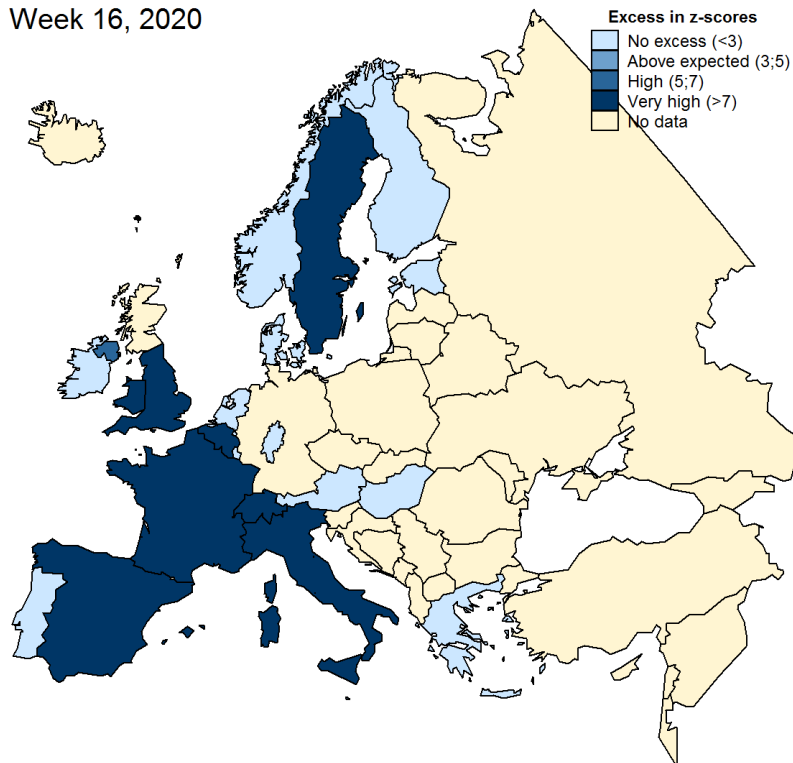 Week 16, 2020
Excess in z-scores
No excess (<3)
Above expected (3;5)
High (5;7)
Very high (>7)
No data